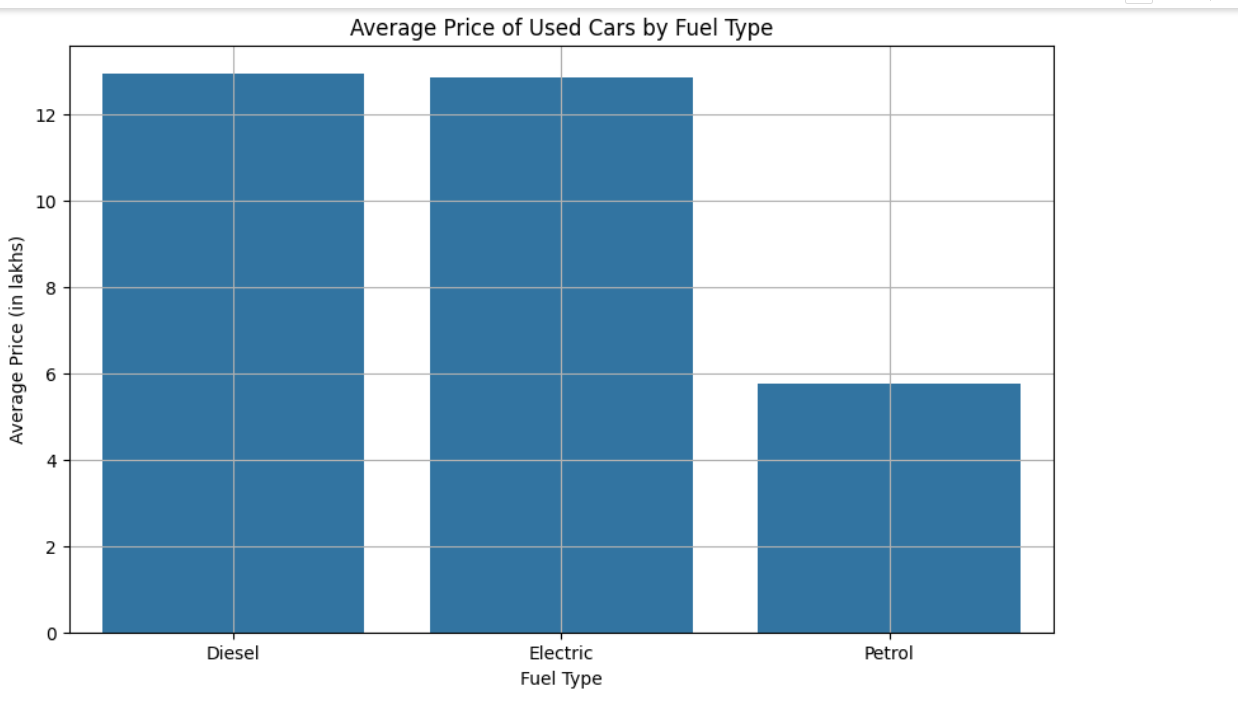 Average Price of Used Cars by Fuel Type
Average Price (in lakhs)
12
10
8
6
4
2
0
Diesel Electric Petrol
Fuel Type